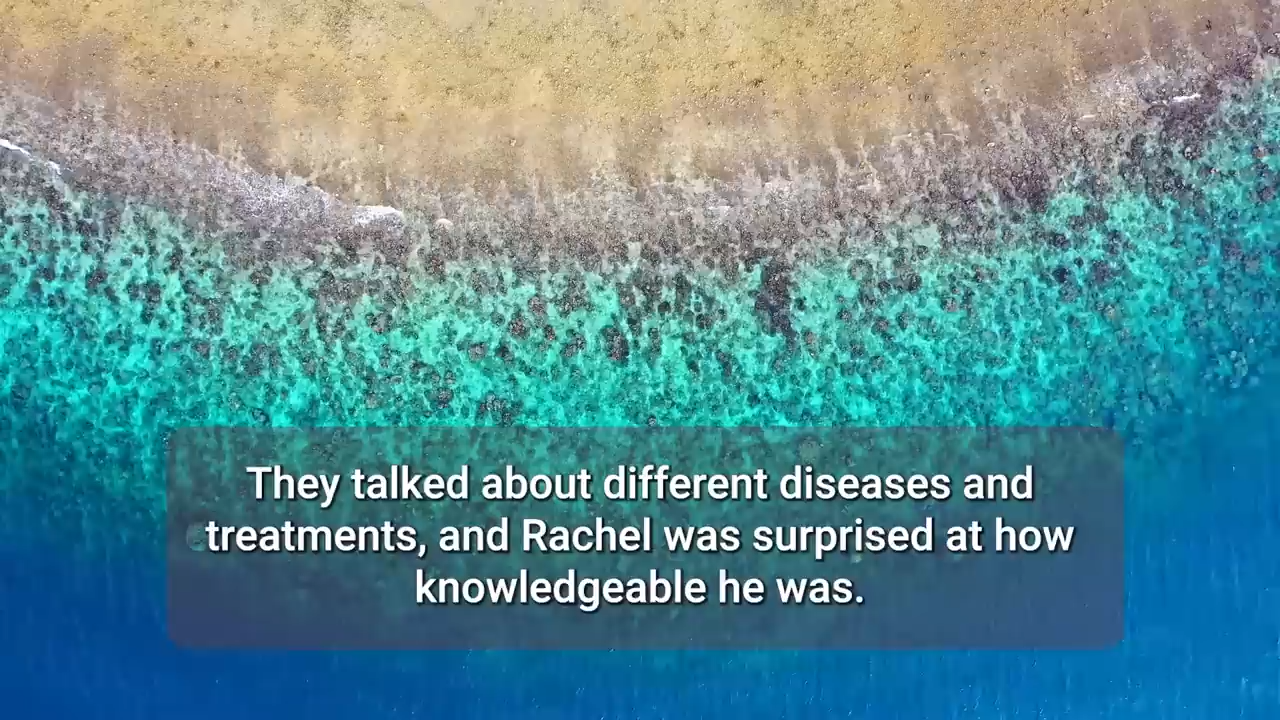 They talked about different diseases and
treatments, and Rachel was surprised at how
knowledgeable he was.